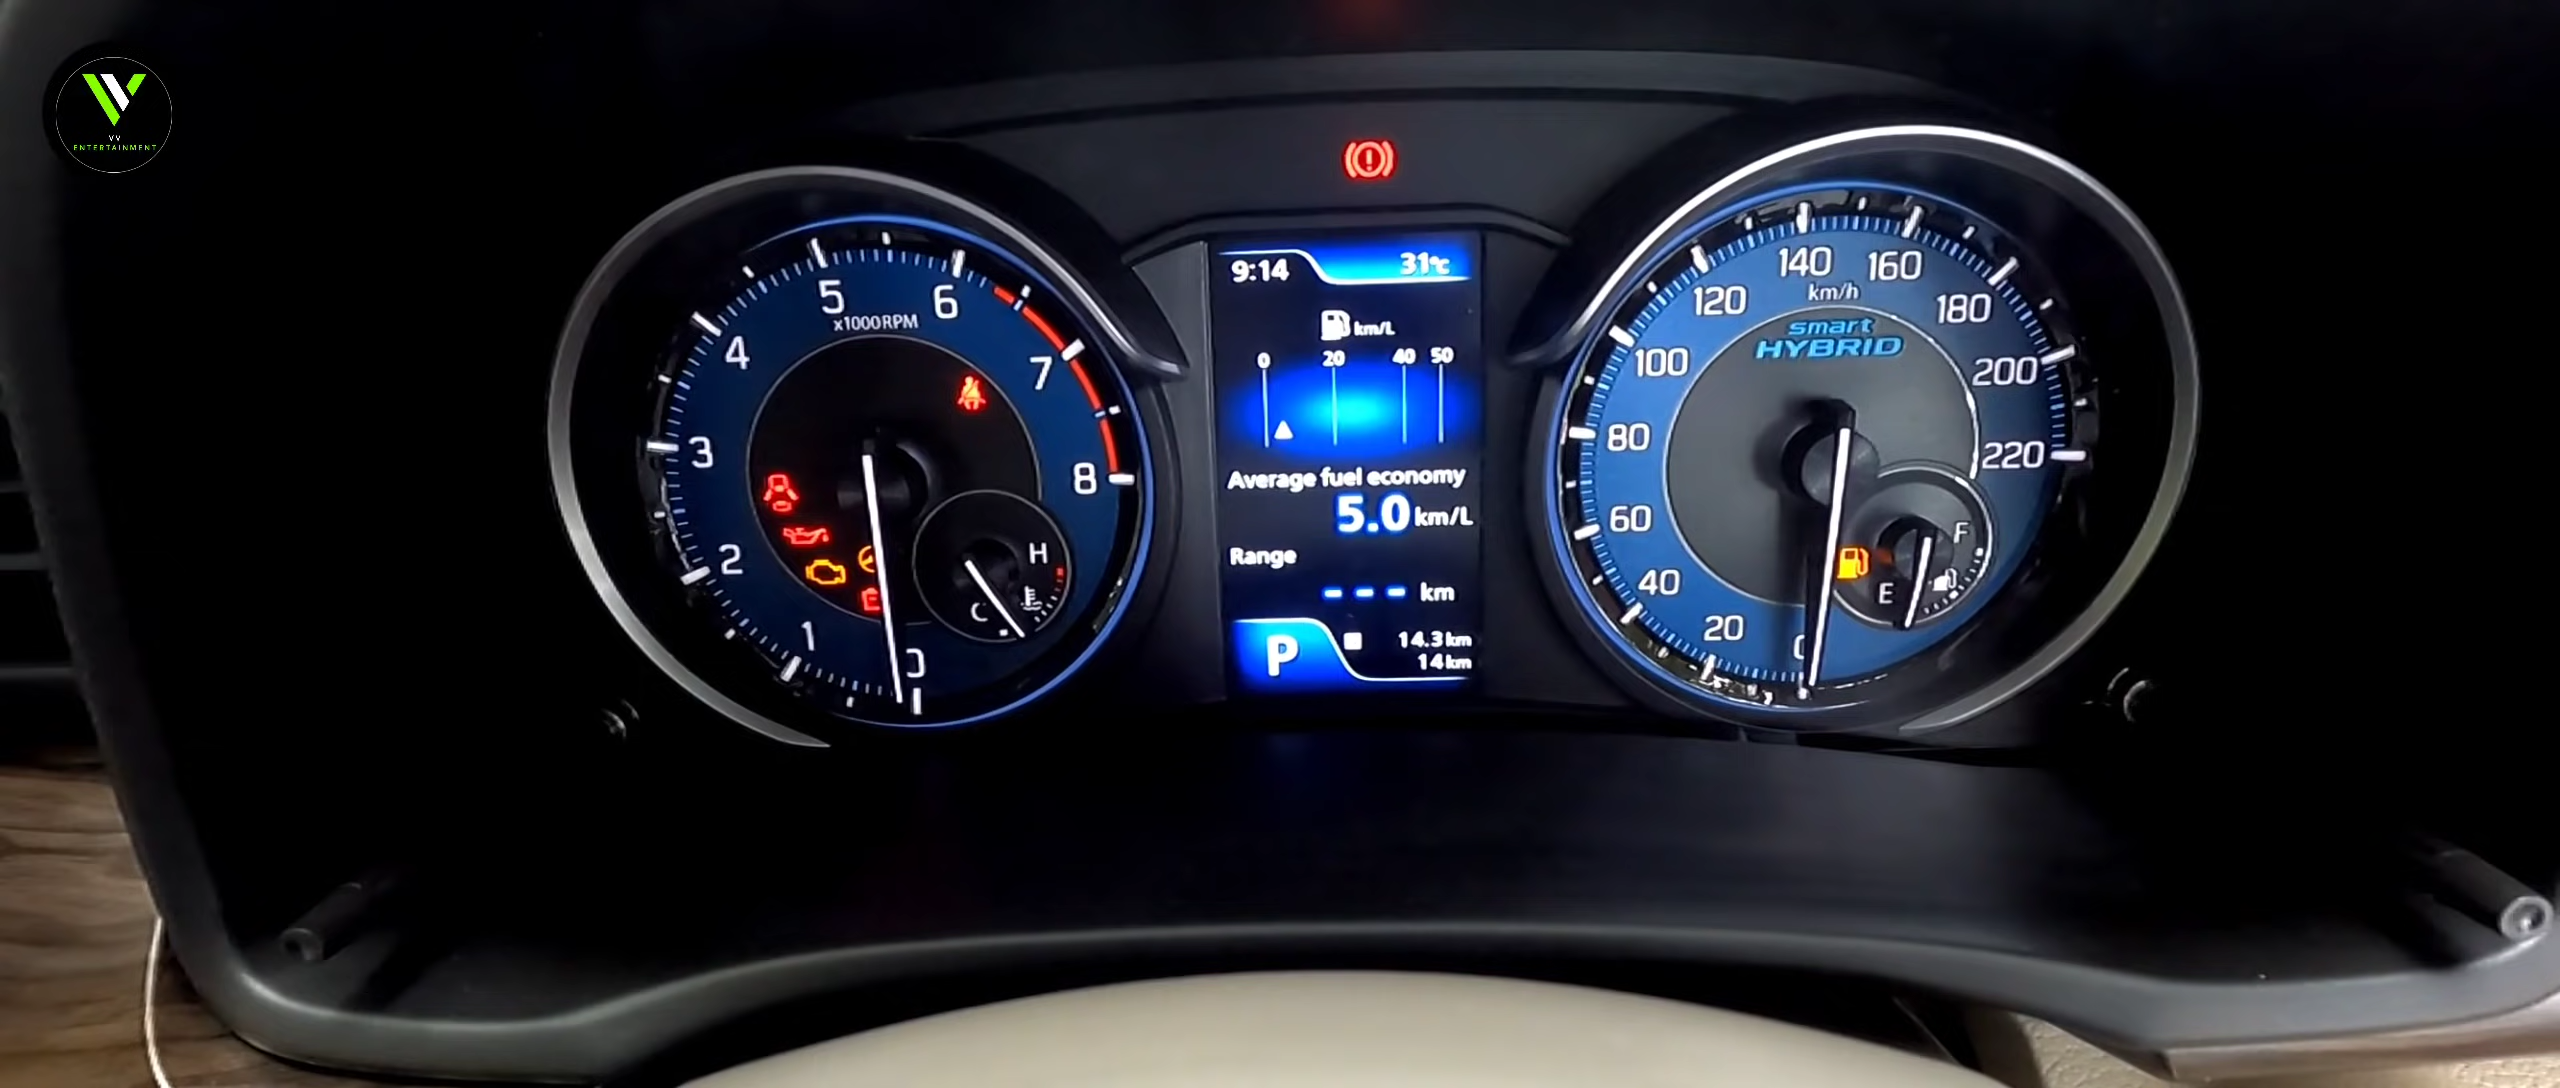 VV
ENTERTAINMENT
5
6
x1000RPM
4
7
3
8
2
H
C
1
0
9:14 31℃
km/L
0 20 40 50
Average fuel economy
5.0 km/L
Range
--- km
P
14.3 km
14 km
140 160
km/h
120 180
smart
HYBRID
100 200
80 220
60
F
40 E
20
0